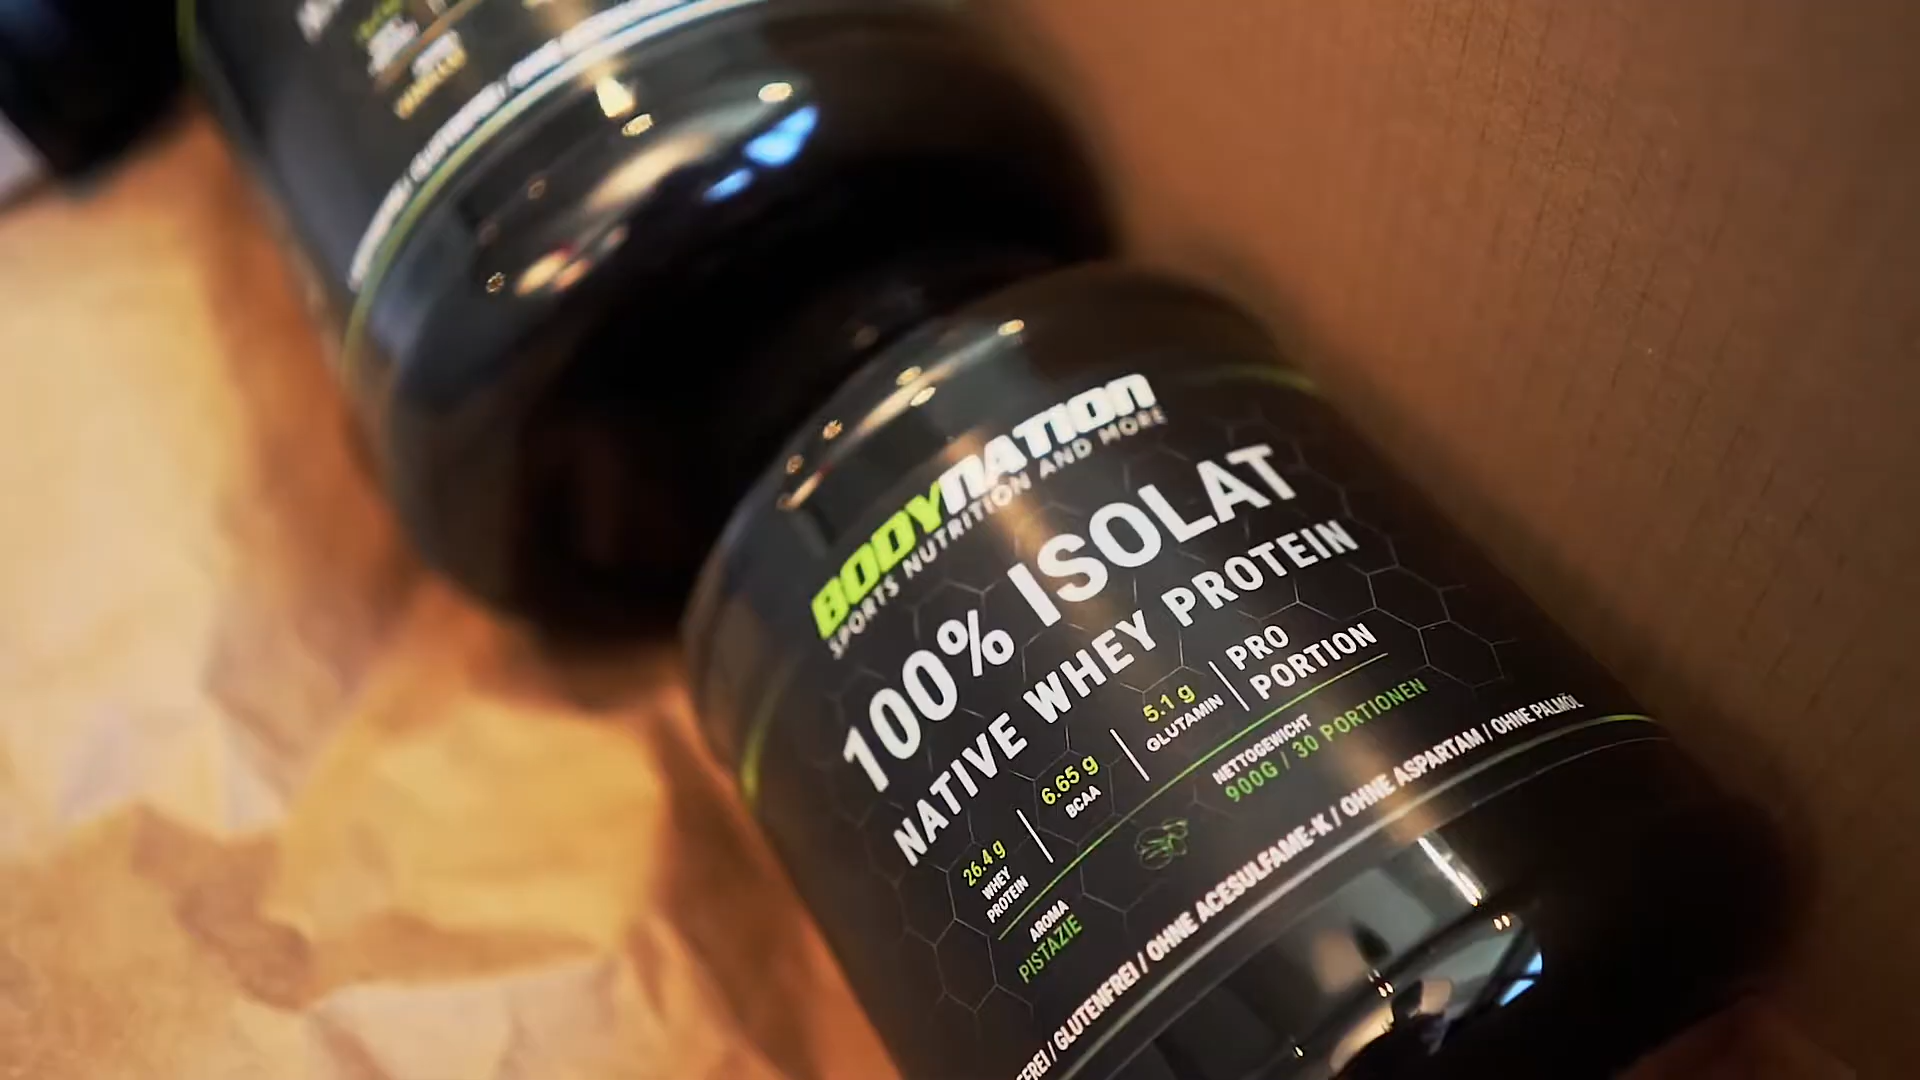 BODYNATION
SPORTS NUTRITION AND MORE
100% ISOLAT
NATIVE WHEY PROTEIN
26.4 g
WHEY
PROTEIN
6.65 g
BCAA
5.1 g
GLUTAMIN
PRO
PORTION
AROMA
PISTAZIE
NETTOGEWICHT
900G / 30 PORTIONEN
/ GLUTENFREI / OHNE ACESULFAME-K / OHNE ASPARTAM / OHNE PALMÖL